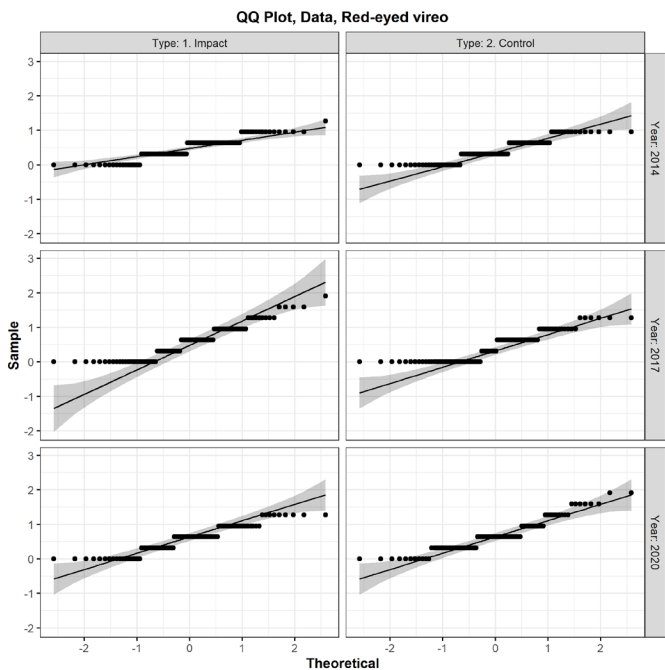 QQ Plot, Data, Red-eyed vireo
Type: 1. Impact
Type: 2. Control
3
2
1
0
-1
-2
Year: 2014
3
2
1
0
-1
-2
Year: 2017
Sample
3
2
1
0
-1
-2
Year: 2020
-2 -1 0 1 2
-2 -1 0 1 2
Theoretical